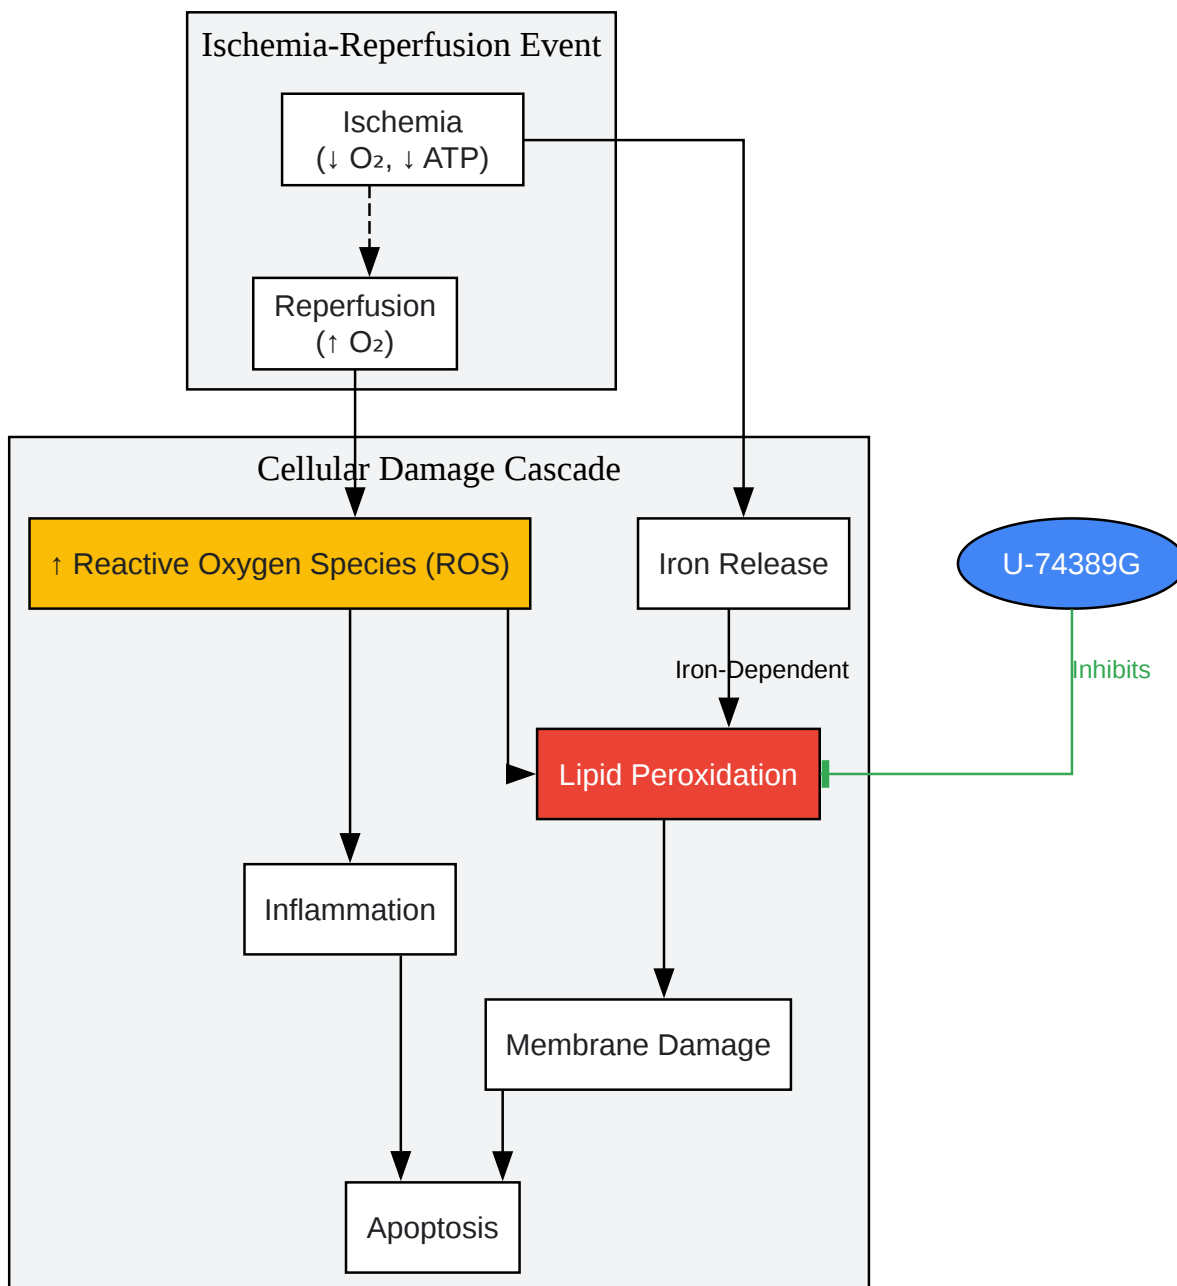 Ischemia-Reperfusion Event
Ischemia
(↓ O₂, ↓ ATP)
Reperfusion
(↑ O₂)
Cellular Damage Cascade
↑ Reactive Oxygen Species (ROS)
Iron Release
U-74389G
Iron-Dependent
Inhibits
Lipid Peroxidation
Inflammation
Membrane Damage
Apoptosis